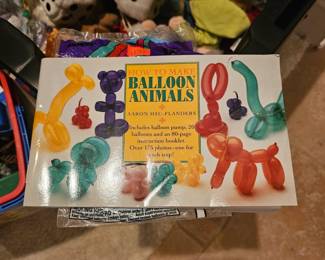 HOW TO MAKE
BALLOON
ANIMALS
AARON HSU-FLANDERS
Includes balloon pump, 20
balloons and an 80-page
instruction booklet.
Over 175 photos—one for
each step!